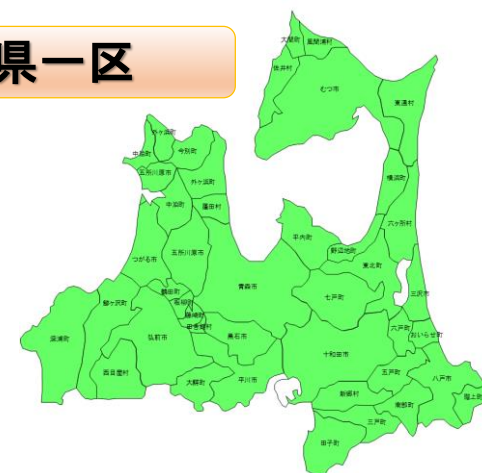 県一区
大間町
風間浦村
佐井村
むつ市
東通村
外ヶ浜町
中泊町
今別町
五所川原市
外ヶ浜町
中泊町
蓬田村
横浜町
六ヶ所村
平内町
野辺地町
東北町
つがる市
五所川原市
青森市
七戸町
三沢市
鶴田町
板柳町
鰺ヶ沢町
藤崎町
田舎館村
六戸町
おいらせ町
深浦町
弘前市
黒石市
十和田市
西目屋村
五戸町
八戸市
大鰐町
平川市
新郷村
南部町
階上町
三戸町
田子町